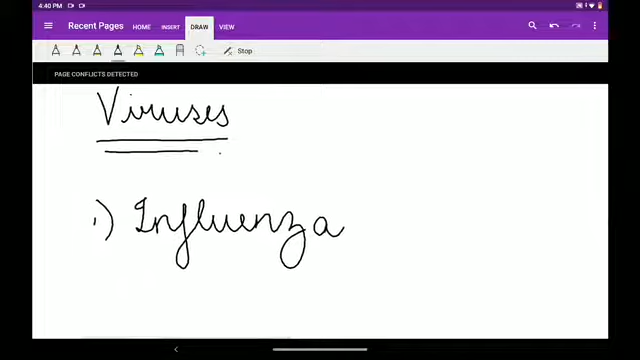 4:40 PM
Recent Pages HOME INSERT DRAW VIEW
Stop
PAGE CONFLICTS DETECTED
Viruses
1) Influenza